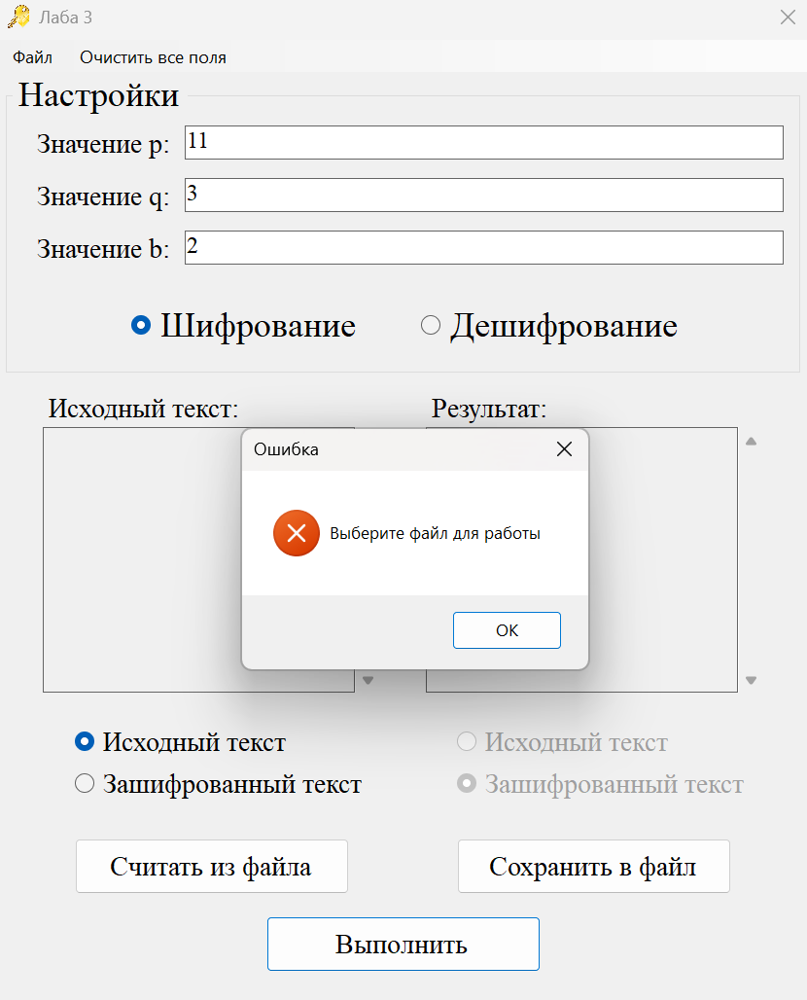 Лаба 3
Файл Очистить все поля
Настройки
Значение p: 11
Значение q: 3
Значение b: 2
Шифрование Дешифрование
Исходный текст: Результат:
Ошибка
Выберите файл для работы
ОК
Исходный текст Исходный текст
Зашифрованный текст Зашифрованный текст
Считать из файла Сохранить в файл
Выполнить